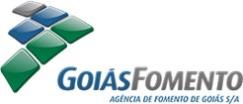 GOIÁSFOMENTO
AGÊNCIA DE FOMENTO DE GOIÁS S/A